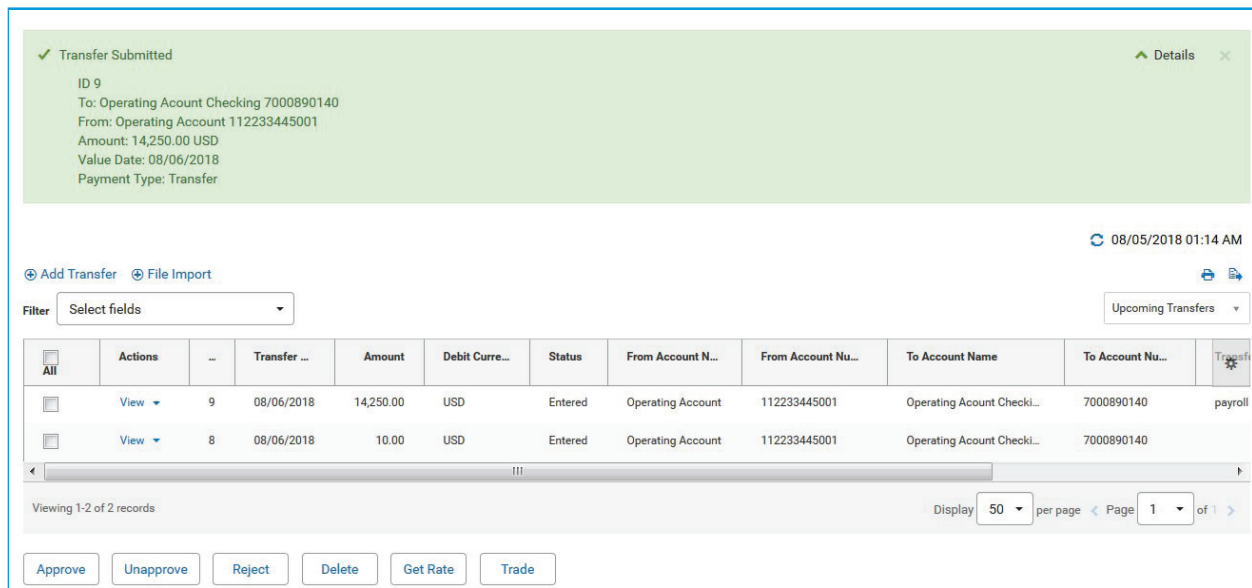 Transfer Submitted Details
ID 9
To: Operating Acount Checking 7000890140
From: Operating Account 112233445001
Amount: 14,250.00 USD
Value Date: 08/06/2018
Payment Type: Transfer
08/05/2018 01:14 AM
Add Transfer File Import
Filter Select fields Upcoming Transfers
All Actions ... Transfer ... Amount Debit Curre... Status From Account N... From Account Nu... To Account Name To Account Nu... Transf
View 9 08/06/2018 14,250.00 USD Entered Operating Account 112233445001 Operating Acount Checki... 7000890140 payroll
View 8 08/06/2018 10.00 USD Entered Operating Account 112233445001 Operating Acount Checki... 7000890140
Viewing 1-2 of 2 records Display 50 per page Page 1 of 1
Approve Unapprove Reject Delete Get Rate Trade